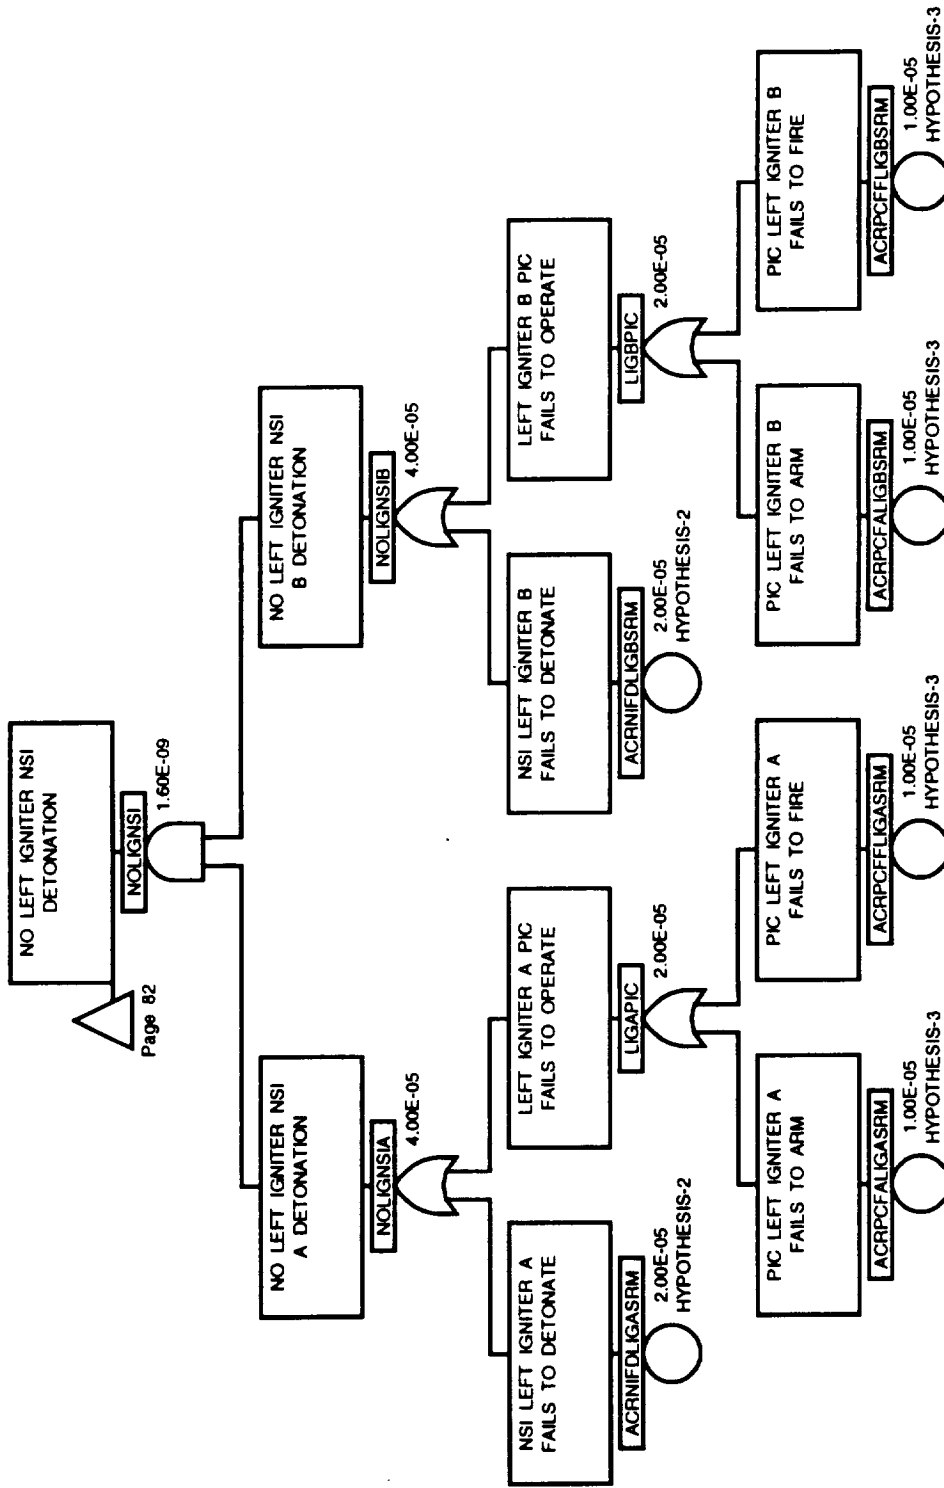 NO LEFT IGNITER NSI
DETONATION
Page 82
NOLIGNSI
1.60E-09
NO LEFT IGNITER NSI
A DETONATION
NOLIGNSIA
4.00E-05
NO LEFT IGNITER NSI
B DETONATION
NOLIGNSIB
4.00E-05
NSI LEFT IGNITER A
FAILS TO DETONATE
ACRNIFDLIGASRM
2.00E-05
HYPOTHESIS-2
LEFT IGNITER A PIC
FAILS TO OPERATE
LIGAPIC
2.00E-05
NSI LEFT IGNITER B
FAILS TO DETONATE
ACRNIFDLIGBSRM
2.00E-05
HYPOTHESIS-2
LEFT IGNITER B PIC
FAILS TO OPERATE
LIGBPIC
2.00E-05
PIC LEFT IGNITER A
FAILS TO ARM
ACRPCFALIGASRM
1.00E-05
HYPOTHESIS-3
PIC LEFT IGNITER A
FAILS TO FIRE
ACRPCFFLIGASRM
1.00E-05
HYPOTHESIS-3
PIC LEFT IGNITER B
FAILS TO ARM
ACRPCFALIGBSRM
1.00E-05
HYPOTHESIS-3
PIC LEFT IGNITER B
FAILS TO FIRE
ACRPCFFLIGBSRM
1.00E-05
HYPOTHESIS-3